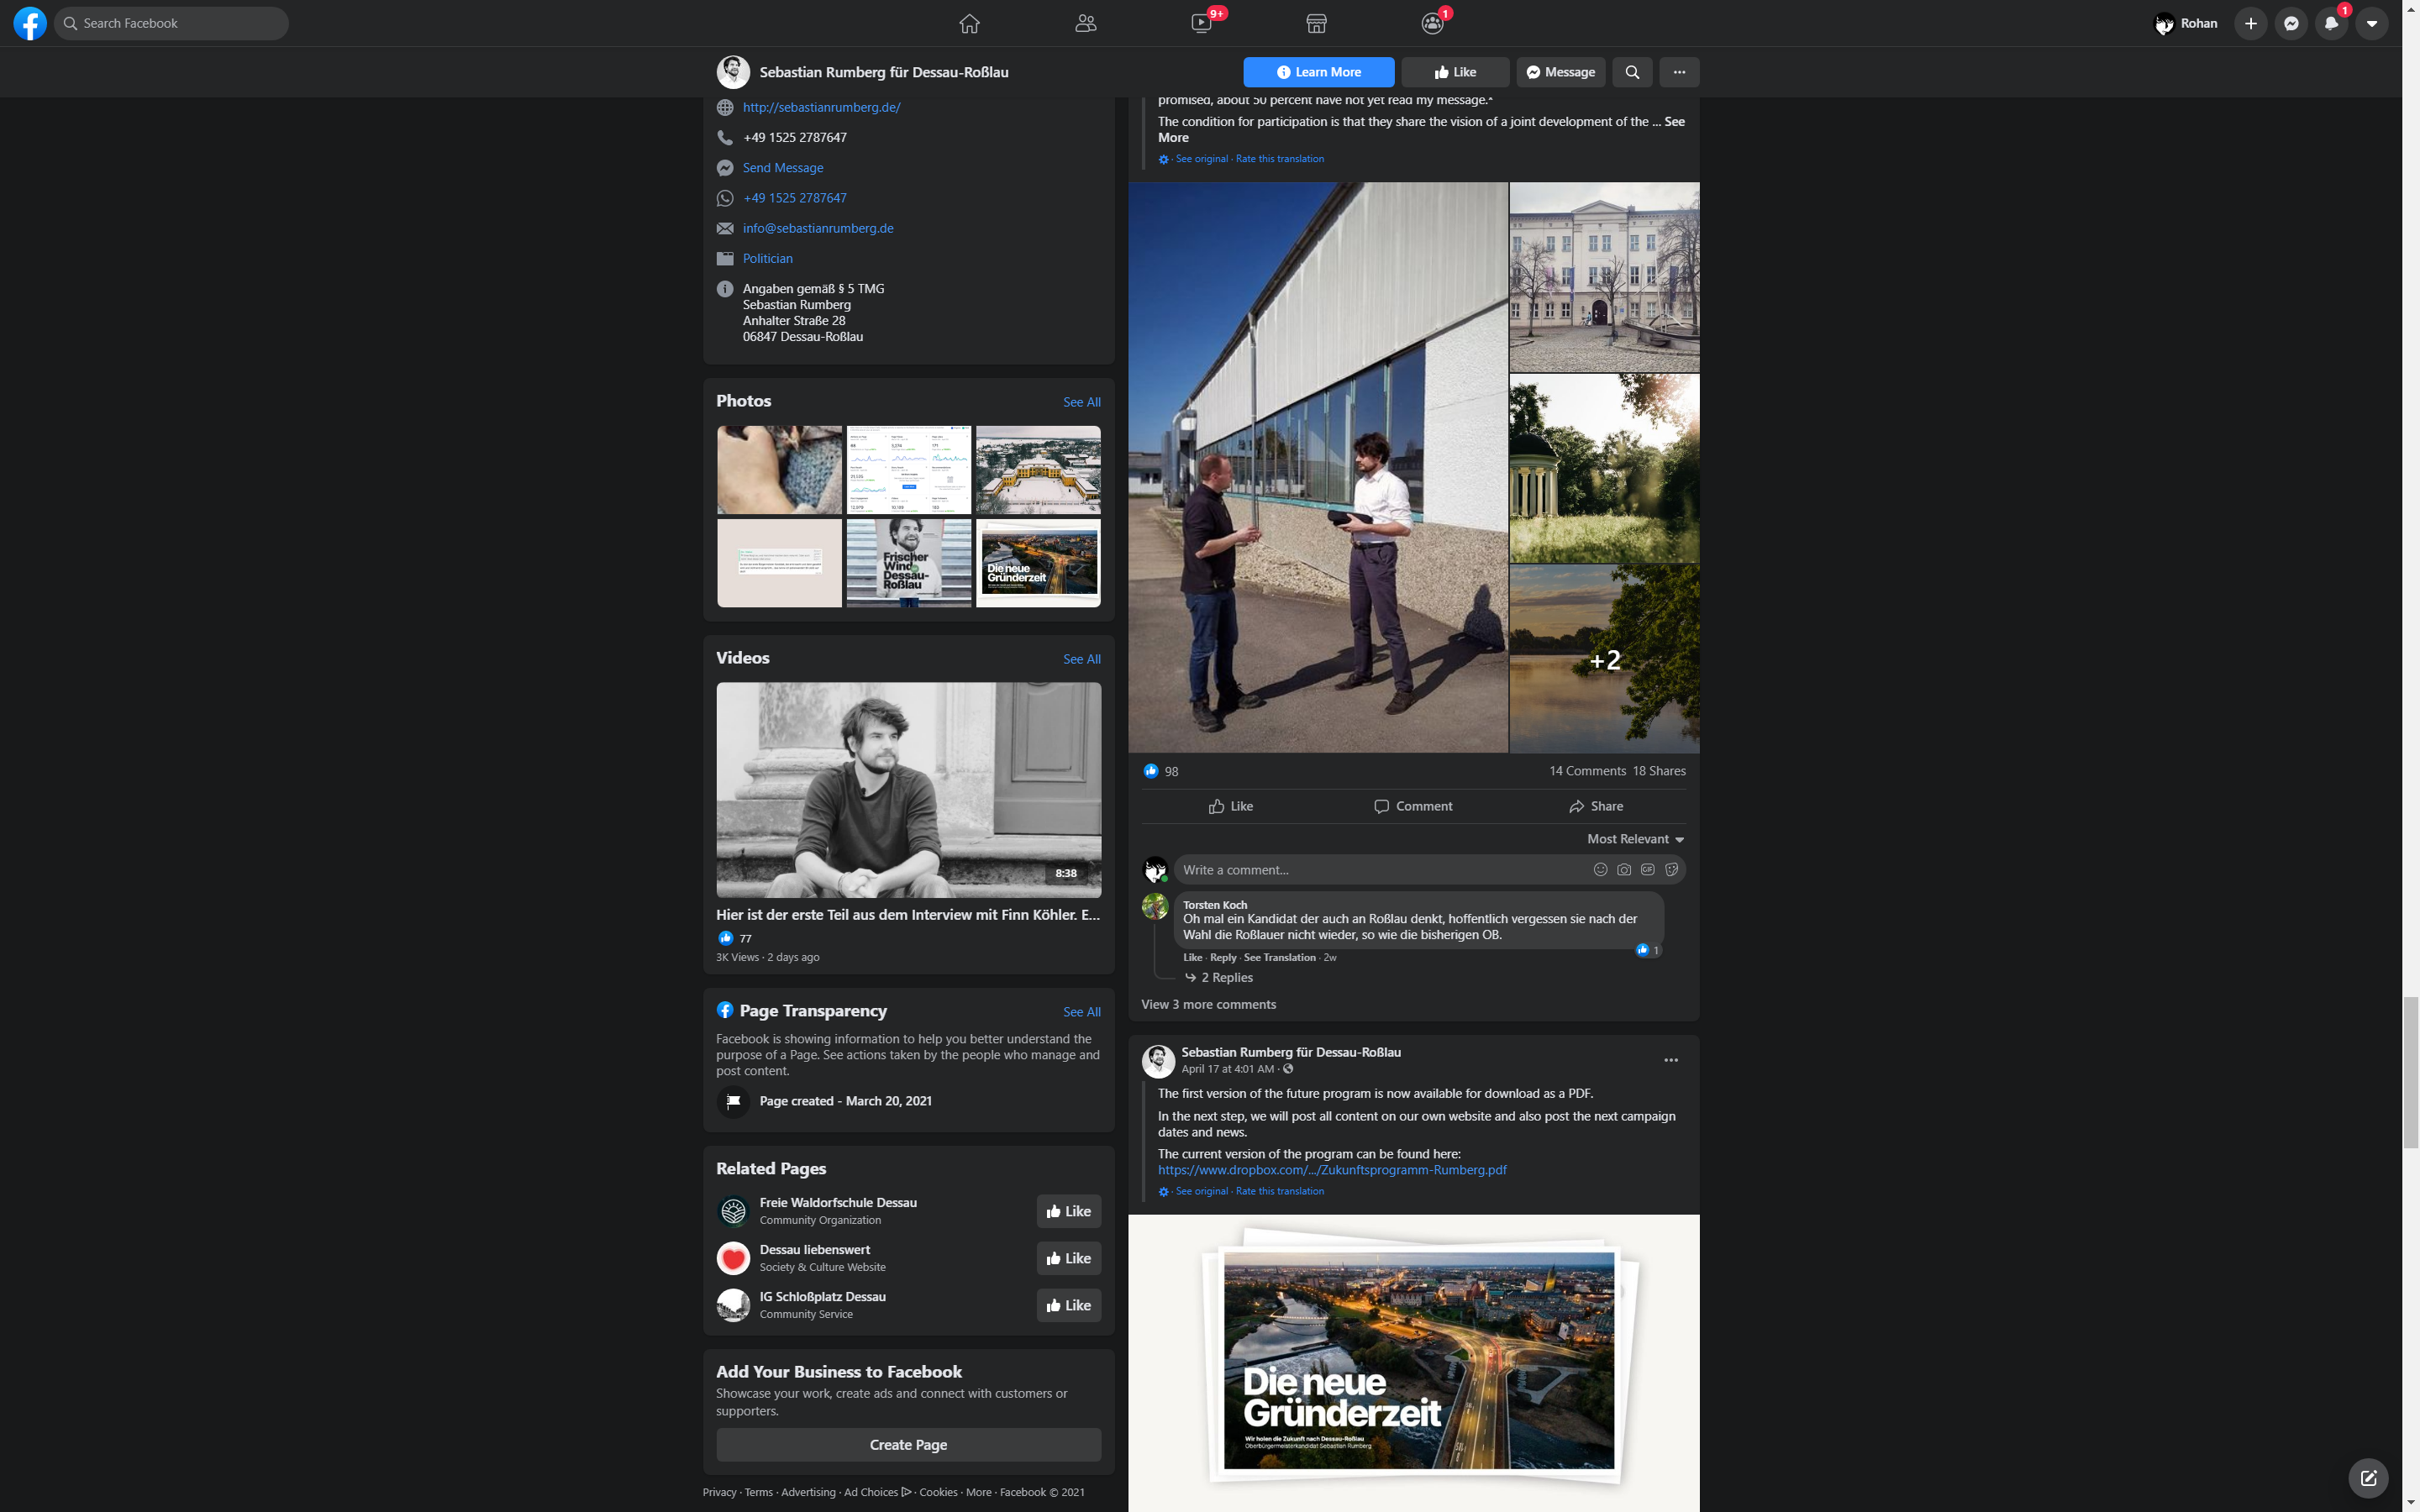 Search Facebook
9+
1
Rohan
1
Sebastian Rumberg für Dessau-Roßlau
Learn More
Like
Message
http://sebastianrumberg.de/
+49 1525 2787647
Send Message
+49 1525 2787647
info@sebastianrumberg.de
Politician
Angaben gemäß § 5 TMG
Sebastian Rumberg
Anhalter Straße 28
06847 Dessau-Roßlau
Photos
See All
Frischer
Wind
Dessau-
Roßlau
Die neue
Gründerzeit
Videos
See All
8:38
Hier ist der erste Teil aus dem Interview mit Finn Köhler. E...
77
3K Views · 2 days ago
Page Transparency
See All
Facebook is showing information to help you better understand the
purpose of a Page. See actions taken by the people who manage and
post content.
Page created - March 20, 2021
Related Pages
Freie Waldorfschule Dessau
Community Organization
Like
Dessau liebenswert
Society & Culture Website
Like
IG Schloßplatz Dessau
Community Service
Like
Add Your Business to Facebook
Showcase your work, create ads and connect with customers or
supporters.
Create Page
Privacy · Terms · Advertising · Ad Choices · Cookies · More · Facebook © 2021
promised, about 50 percent have not yet read my message.*
The condition for participation is that they share the vision of a joint development of the ... See
More
· See original · Rate this translation
+2
98
14 Comments 18 Shares
Like
Comment
Share
Most Relevant
Write a comment...
GIF
Torsten Koch
Oh mal ein Kandidat der auch an Roßlau denkt, hoffentlich vergessen sie nach der
Wahl die Roßlauer nicht wieder, so wie die bisherigen OB.
1
Like · Reply · See Translation · 2w
2 Replies
View 3 more comments
Sebastian Rumberg für Dessau-Roßlau
April 17 at 4:01 AM ·
The first version of the future program is now available for download as a PDF.
In the next step, we will post all content on our own website and also post the next campaign
dates and news.
The current version of the program can be found here:
https://www.dropbox.com/.../Zukunftsprogramm-Rumberg.pdf
· See original · Rate this translation
Die neue
Gründerzeit
Wir holen die Zukunft nach Dessau-Roßlau
Oberbürgermeisterkandidat Sebastian Rumberg